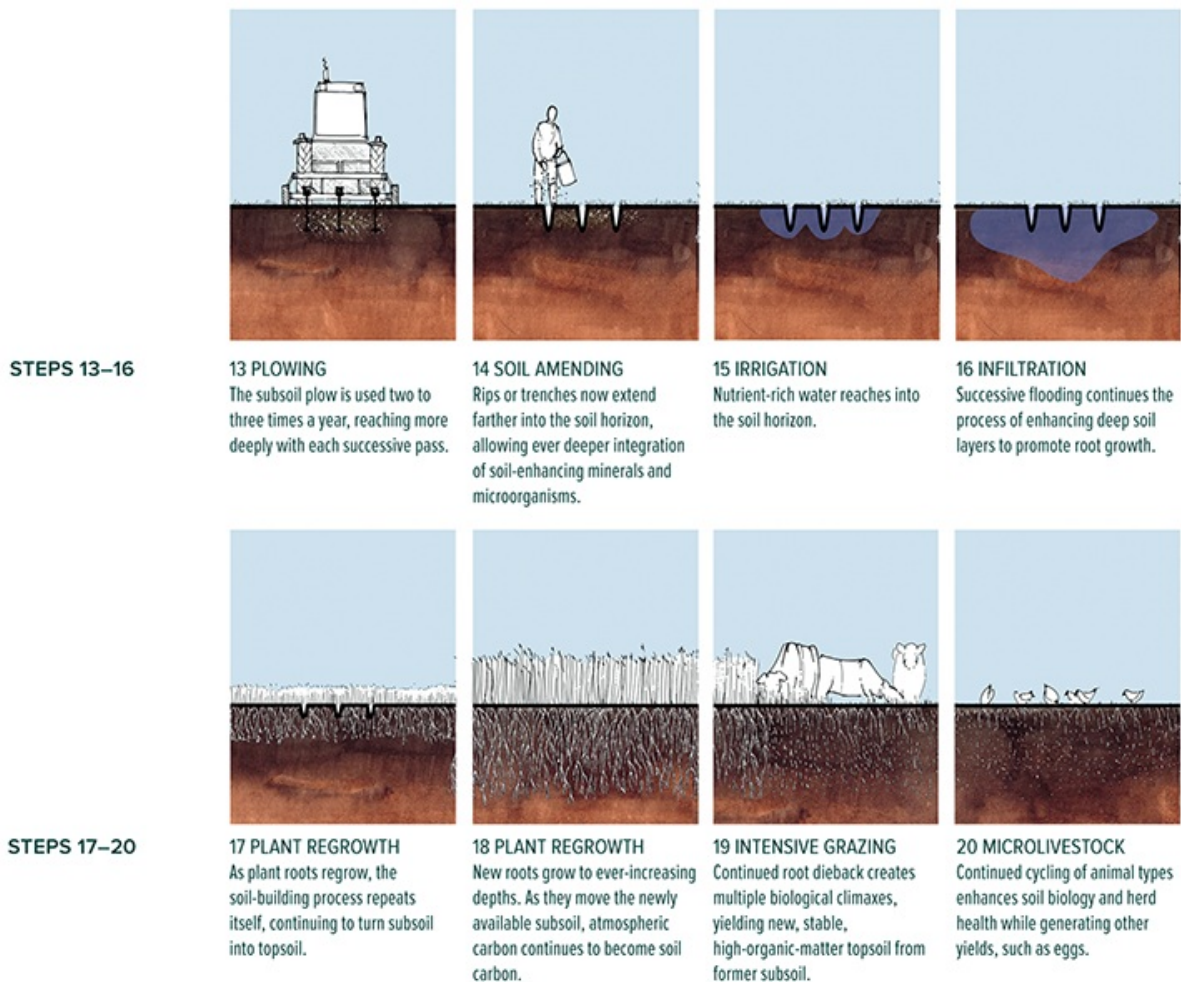 STEPS 13–16
13 PLOWING
The subsoil plow is used two to
three times a year, reaching more
deeply with each successive pass.
14 SOIL AMENDING
Rips or trenches now extend
farther into the soil horizon,
allowing ever deeper integration
of soil-enhancing minerals and
microorganisms.
15 IRRIGATION
Nutrient-rich water reaches into
the soil horizon.
16 INFILTRATION
Successive flooding continues the
process of enhancing deep soil
layers to promote root growth.
STEPS 17–20
17 PLANT REGROWTH
As plant roots regrow, the
soil-building process repeats
itself, continuing to turn subsoil
into topsoil.
18 PLANT REGROWTH
New roots grow to ever-increasing
depths. As they move the newly
available subsoil, atmospheric
carbon continues to become soil
carbon.
19 INTENSIVE GRAZING
Continued root dieback creates
multiple biological climaxes,
yielding new, stable,
high-organic-matter topsoil from
former subsoil.
20 MICROLIVESTOCK
Continued cycling of animal types
enhances soil biology and herd
health while generating other
yields, such as eggs.